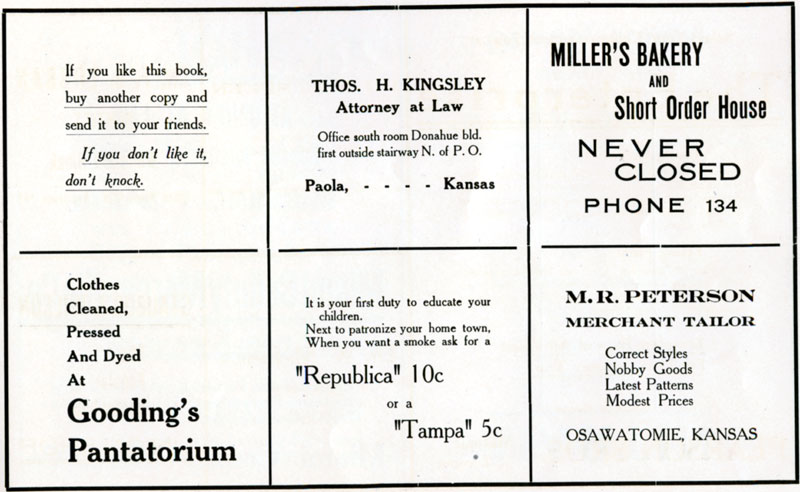 If you like this book,
buy another copy and
send it to your friends.
If you don't like it,
don't knock.
THOS. H. KINGSLEY
Attorney at Law
Office south room Donahue bld.
first outside stairway N. of P. O.
Paola, - - - - Kansas
MILLER'S BAKERY
AND
Short Order House
NEVER
CLOSED
PHONE 134
Clothes
Cleaned,
Pressed
And Dyed
At
Gooding's
Pantatorium
It is your first duty to educate your
children.
Next to patronize your home town,
When you want a smoke ask for a
"Republica" 10c
or a
"Tampa" 5c
M. R. PETERSON
MERCHANT TAILOR
Correct Styles
Nobby Goods
Latest Patterns
Modest Prices
OSAWATOMIE, KANSAS